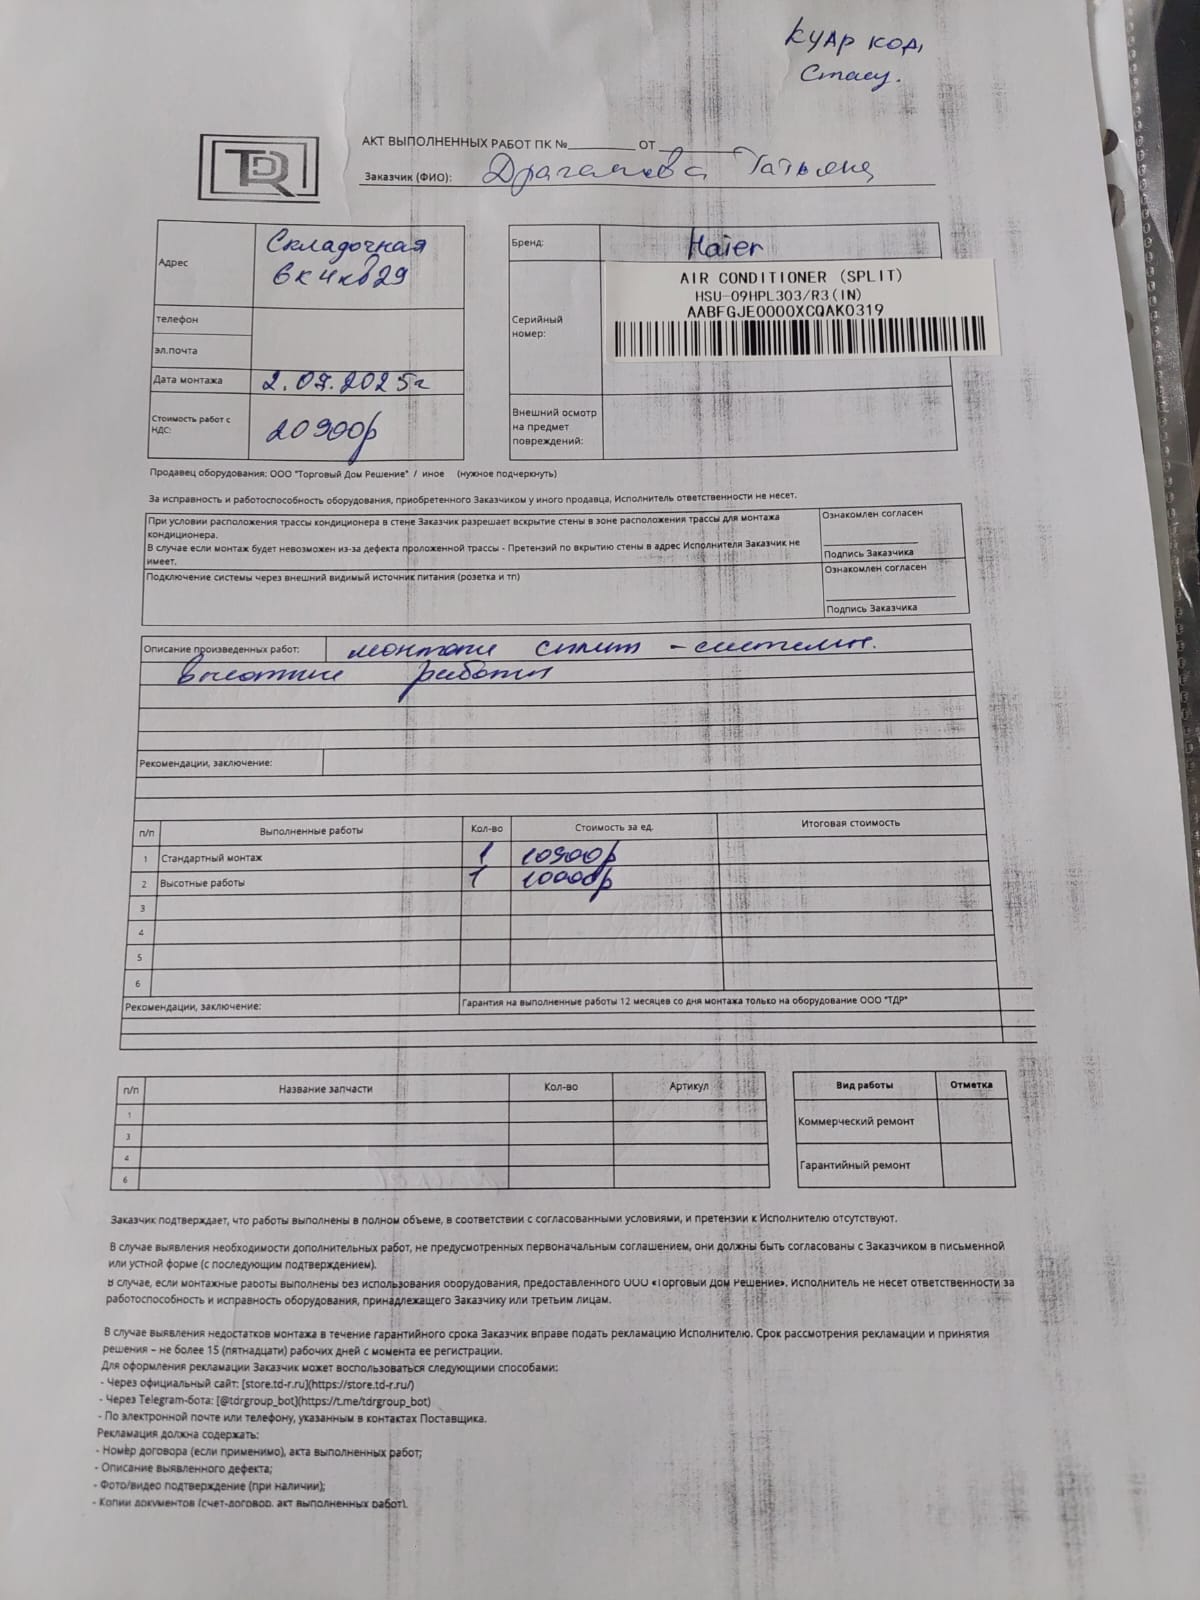 куар код,
Стасу.
TDR
АКТ ВЫПОЛНЕННЫХ РАБОТ ПК №________ ОТ ________
Заказчик (ФИО): Татьяна
Адрес
Складочная
6к4кв29
телефон
эл.почта
Дата монтажа 2.07.2025г
Стоимость работ с НДС: 20900р
Бренд: Haier
Серийный номер:
AIR CONDITIONER (SPLIT)
HSU-09HPL303/R3(IN)
AABFGJE0000XCQAK0319
Внешний осмотр
на предмет
повреждений:
Продавец оборудования: ООО "Торговый Дом Решение" / иное (нужное подчеркнуть)
За исправность и работоспособность оборудования, приобретенного Заказчиком у иного продавца, Исполнитель ответственности не несет.
При условии расположения трассы кондиционера в стене Заказчик разрешает вскрытие стены в зоне расположения трассы для монтажа
кондиционера.
В случае если монтаж будет невозможен из-за дефекта проложенной трассы - Претензий по вкрытию стены в адрес Исполнителя Заказчик не
имеет.
Ознакомлен согласен
Подпись Заказчика
Подключение системы через внешний видимый источник питания (розетка и тп)
Ознакомлен согласен
Подпись Заказчика
Описание произведенных работ: монтаж сплит - системы.
высотные работы
Рекомендации, заключение:
п/п Выполненные работы Кол-во Стоимость за ед. Итоговая стоимость
1 Стандартный монтаж 1 10900р
2 Высотные работы 1 10000р
3
4
5
6
Рекомендации, заключение: Гарантия на выполненные работы 12 месяцев со дня монтажа только на оборудование ООО "ТДР"
п/п Название запчасти Кол-во Артикул
1
3
4
6
Вид работы Отметка
Коммерческий ремонт
Гарантийный ремонт
Заказчик подтверждает, что работы выполнены в полном объеме, в соответствии с согласованными условиями, и претензии к Исполнителю отсутствуют.
В случае выявления необходимости дополнительных работ, не предусмотренных первоначальным соглашением, они должны быть согласованы с Заказчиком в письменной
или устной форме (с последующим подтверждением).
В случае, если монтажные работы выполнены без использования оборудования, предоставленного ООО «Торговый Дом Решение», Исполнитель не несет ответственности за
работоспособность и исправность оборудования, принадлежащего Заказчику или третьим лицам.
В случае выявления недостатков монтажа в течение гарантийного срока Заказчик вправе подать рекламацию Исполнителю. Срок рассмотрения рекламации и принятия
решения – не более 15 (пятнадцати) рабочих дней с момента ее регистрации.
Для оформления рекламации Заказчик может воспользоваться следующими способами:
- Через официальный сайт: [store.td-r.ru](https://store.td-r.ru/)
- Через Telegram-бота: [@tdrgroup_bot](https://t.me/tdrgroup_bot)
- По электронной почте или телефону, указанным в контактах Поставщика.
Рекламация должна содержать:
- Номер договора (если применимо), акта выполненных работ;
- Описание выявленного дефекта;
- Фото/видео подтверждение (при наличии);
- Копии документов (счет-договор, акт выполненных работ).